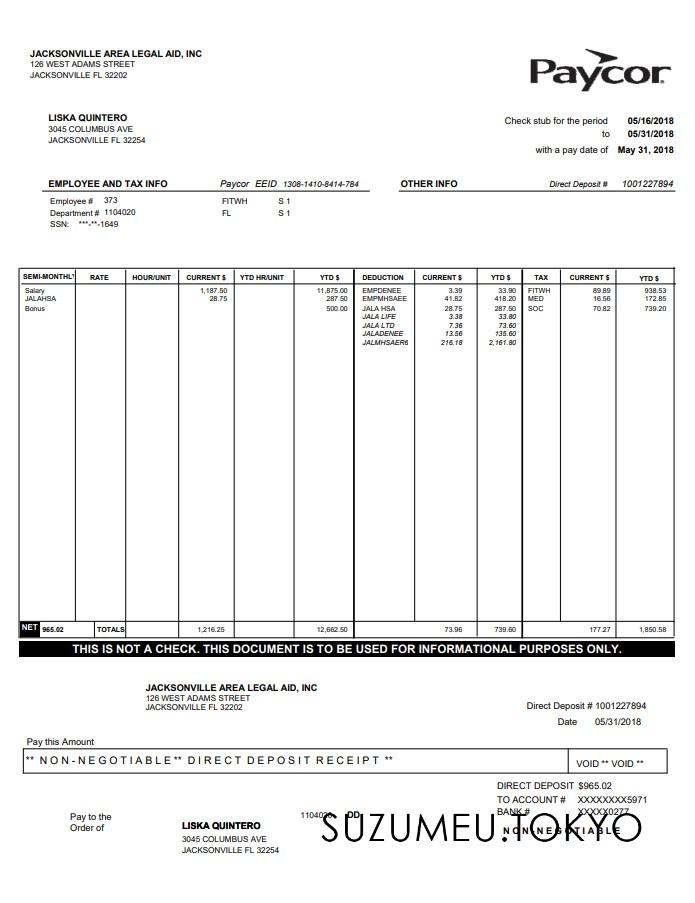 JACKSONVILLE AREA LEGAL AID, INC
126 WEST ADAMS STREET
JACKSONVILLE FL 32202
Paycor
LISKA QUINTERO
3045 COLUMBUS AVE
JACKSONVILLE FL 32254
Check stub for the period 05/16/2018
to 05/31/2018
with a pay date of May 31, 2018
EMPLOYEE AND TAX INFO Paycor EEID 1308-1410-8414-784 OTHER INFO Direct Deposit # 1001227894
Employee # 373 FITWH S 1
Department # 1104020 FL S 1
SSN: ***-**-1649
SEMI-MONTHLY RATE HOUR/UNIT CURRENT $ YTD HR/UNIT YTD $ DEDUCTION CURRENT $ YTD $ TAX CURRENT $ YTD $
Salary 1,187.50 11,875.00 EMPDENEE 3.39 33.90 FITWH 89.89 938.53
JALAHSA 28.75 287.50 EMPMHSAEE 41.82 418.20 MED 16.56 172.85
Bonus 500.00 JALA HSA 28.75 287.50 SOC 70.82 739.20
JALA LIFE 3.38 33.80
JALA LTD 7.36 73.60
JALADENEE 13.56 135.60
JALMHSAER6 216.18 2,161.80
NET 965.02 TOTALS 1,216.25 12,662.50 73.96 739.60 177.27 1,850.58
THIS IS NOT A CHECK. THIS DOCUMENT IS TO BE USED FOR INFORMATIONAL PURPOSES ONLY.
JACKSONVILLE AREA LEGAL AID, INC
126 WEST ADAMS STREET
JACKSONVILLE FL 32202
Direct Deposit # 1001227894
Date 05/31/2018
Pay this Amount
** NON-NEGOTIABLE** DIRECT DEPOSIT RECEIPT ** VOID ** VOID **
DIRECT DEPOSIT $965.02
TO ACCOUNT # XXXXXXXX5971
BANK # XXXXX0277
Pay to the
Order of
1104020 DD
LISKA QUINTERO
3045 COLUMBUS AVE
JACKSONVILLE FL 32254
NON-NEGOTIABLE
SUZUMEU.TOKYO